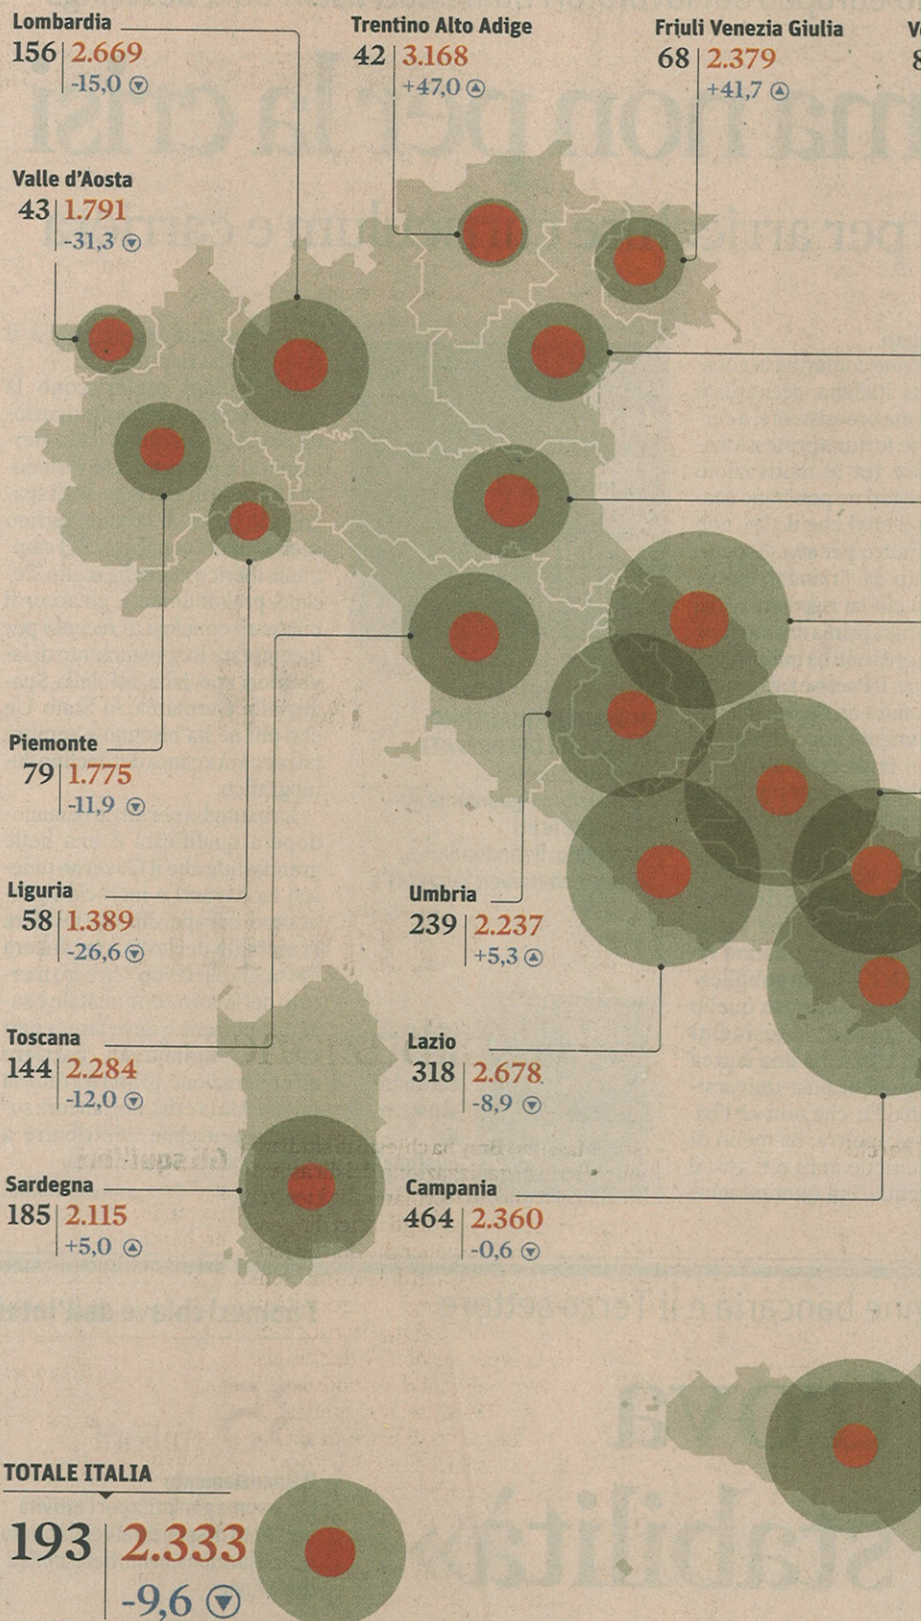 Lombardia
156 2.669
-15,0
Trentino Alto Adige
42 3.168
+47,0
Friuli Venezia Giulia
68 2.379
+41,7
Valle d'Aosta
43 1.791
-31,3
Piemonte
79 1.775
-11,9
Liguria
58 1.389
-26,6
Umbria
239 2.237
+5,3
Toscana
144 2.284
-12,0
Lazio
318 2.678
-8,9
Sardegna
185 2.115
+5,0
Campania
464 2.360
-0,6
TOTALE ITALIA
193 2.333
-9,6